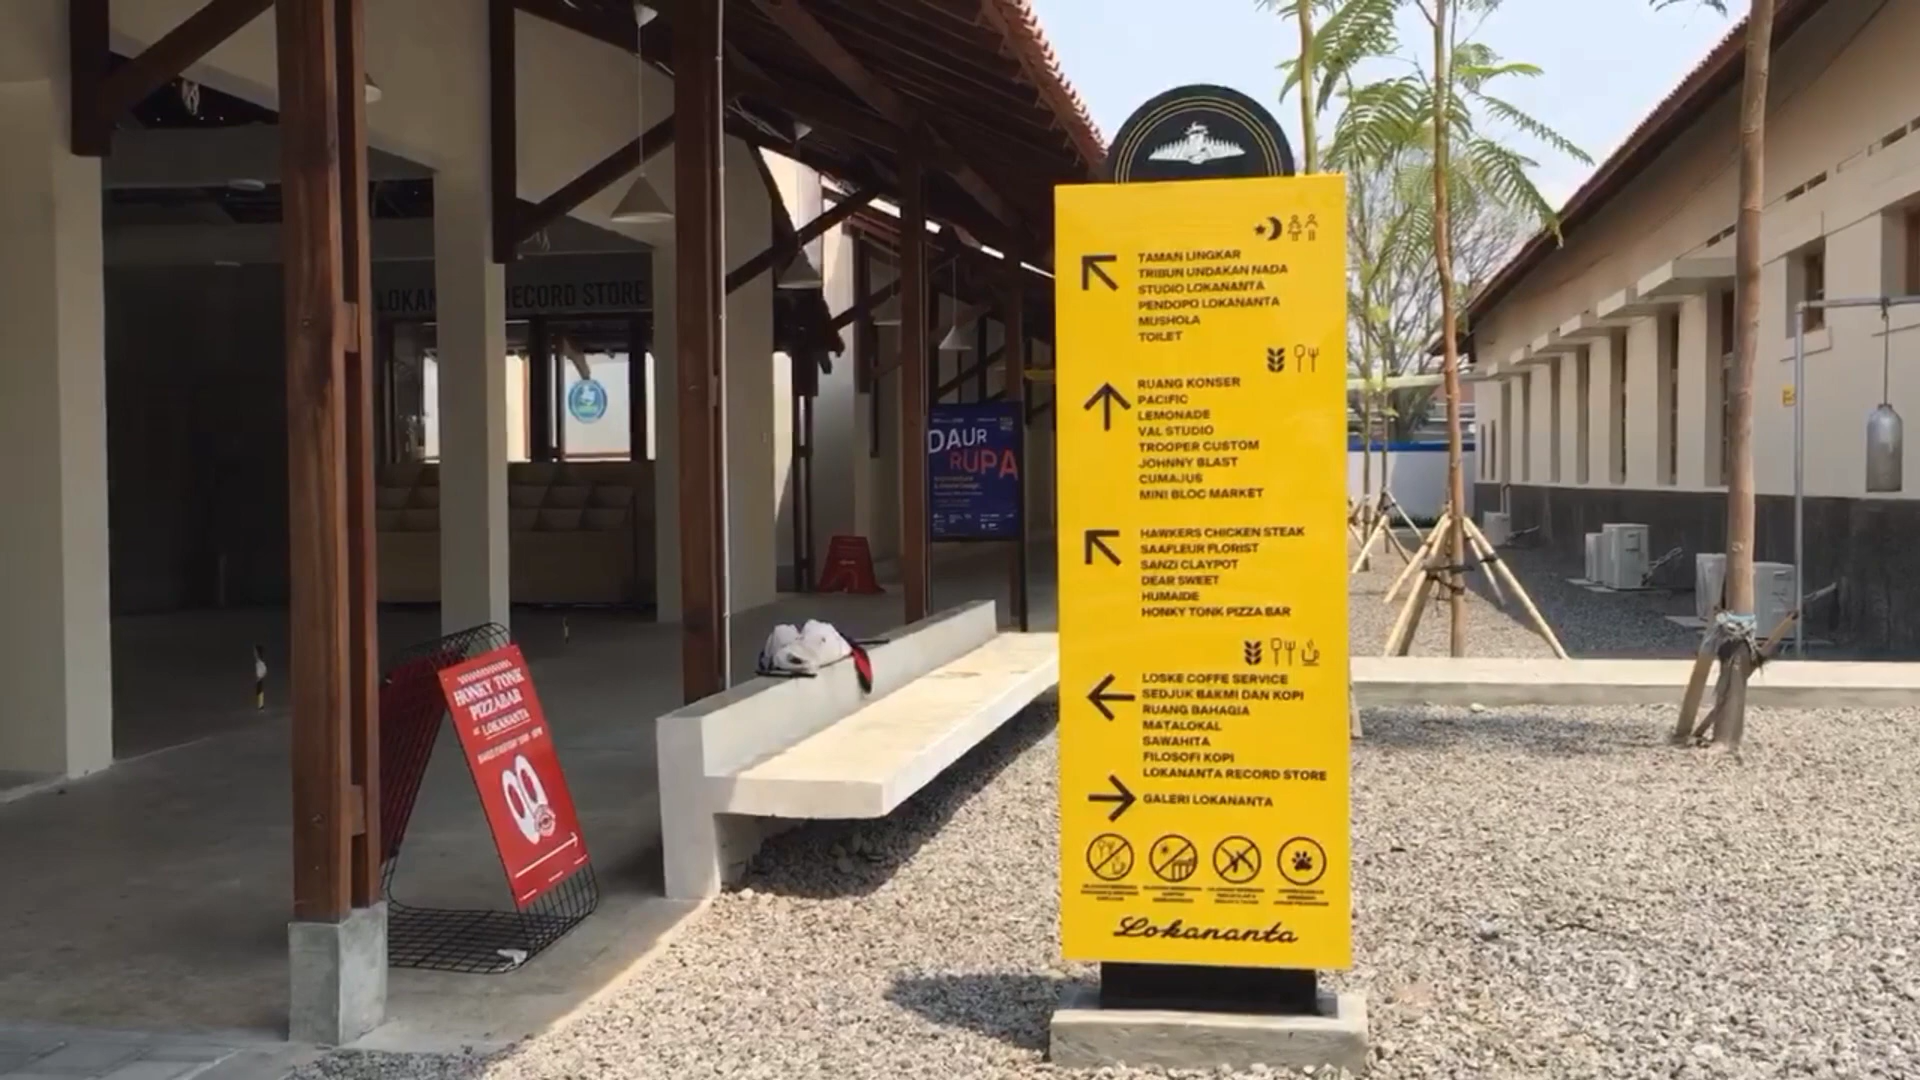 LOKAN RECORD STORE
DAUR
RUPA
HONKY TONK
PIZZABAR
AT LOKANANTA
TAMAN LINGKAR
TRIBUN UNDAKAN NADA
STUDIO LOKANANTA
PENDOPO LOKANANTA
MUSHOLA
TOILET
RUANG KONSER
PACIFIC
LEMONADE
VAL STUDIO
TROOPER CUSTOM
JOHNNY BLAST
CUMAJUS
MINI BLOC MARKET
HAWKERS CHICKEN STEAK
SAAFLEUR FLORIST
SANZI CLAYPOT
DEAR SWEET
HUMAIDE
HONKY TONK PIZZA BAR
LOSKE COFFE SERVICE
SEDJUK BAKMI DAN KOPI
RUANG BAHAGIA
MATALOKAL
SAWAHITA
FILOSOFI KOPI
LOKANANTA RECORD STORE
GALERI LOKANANTA
Lokananta